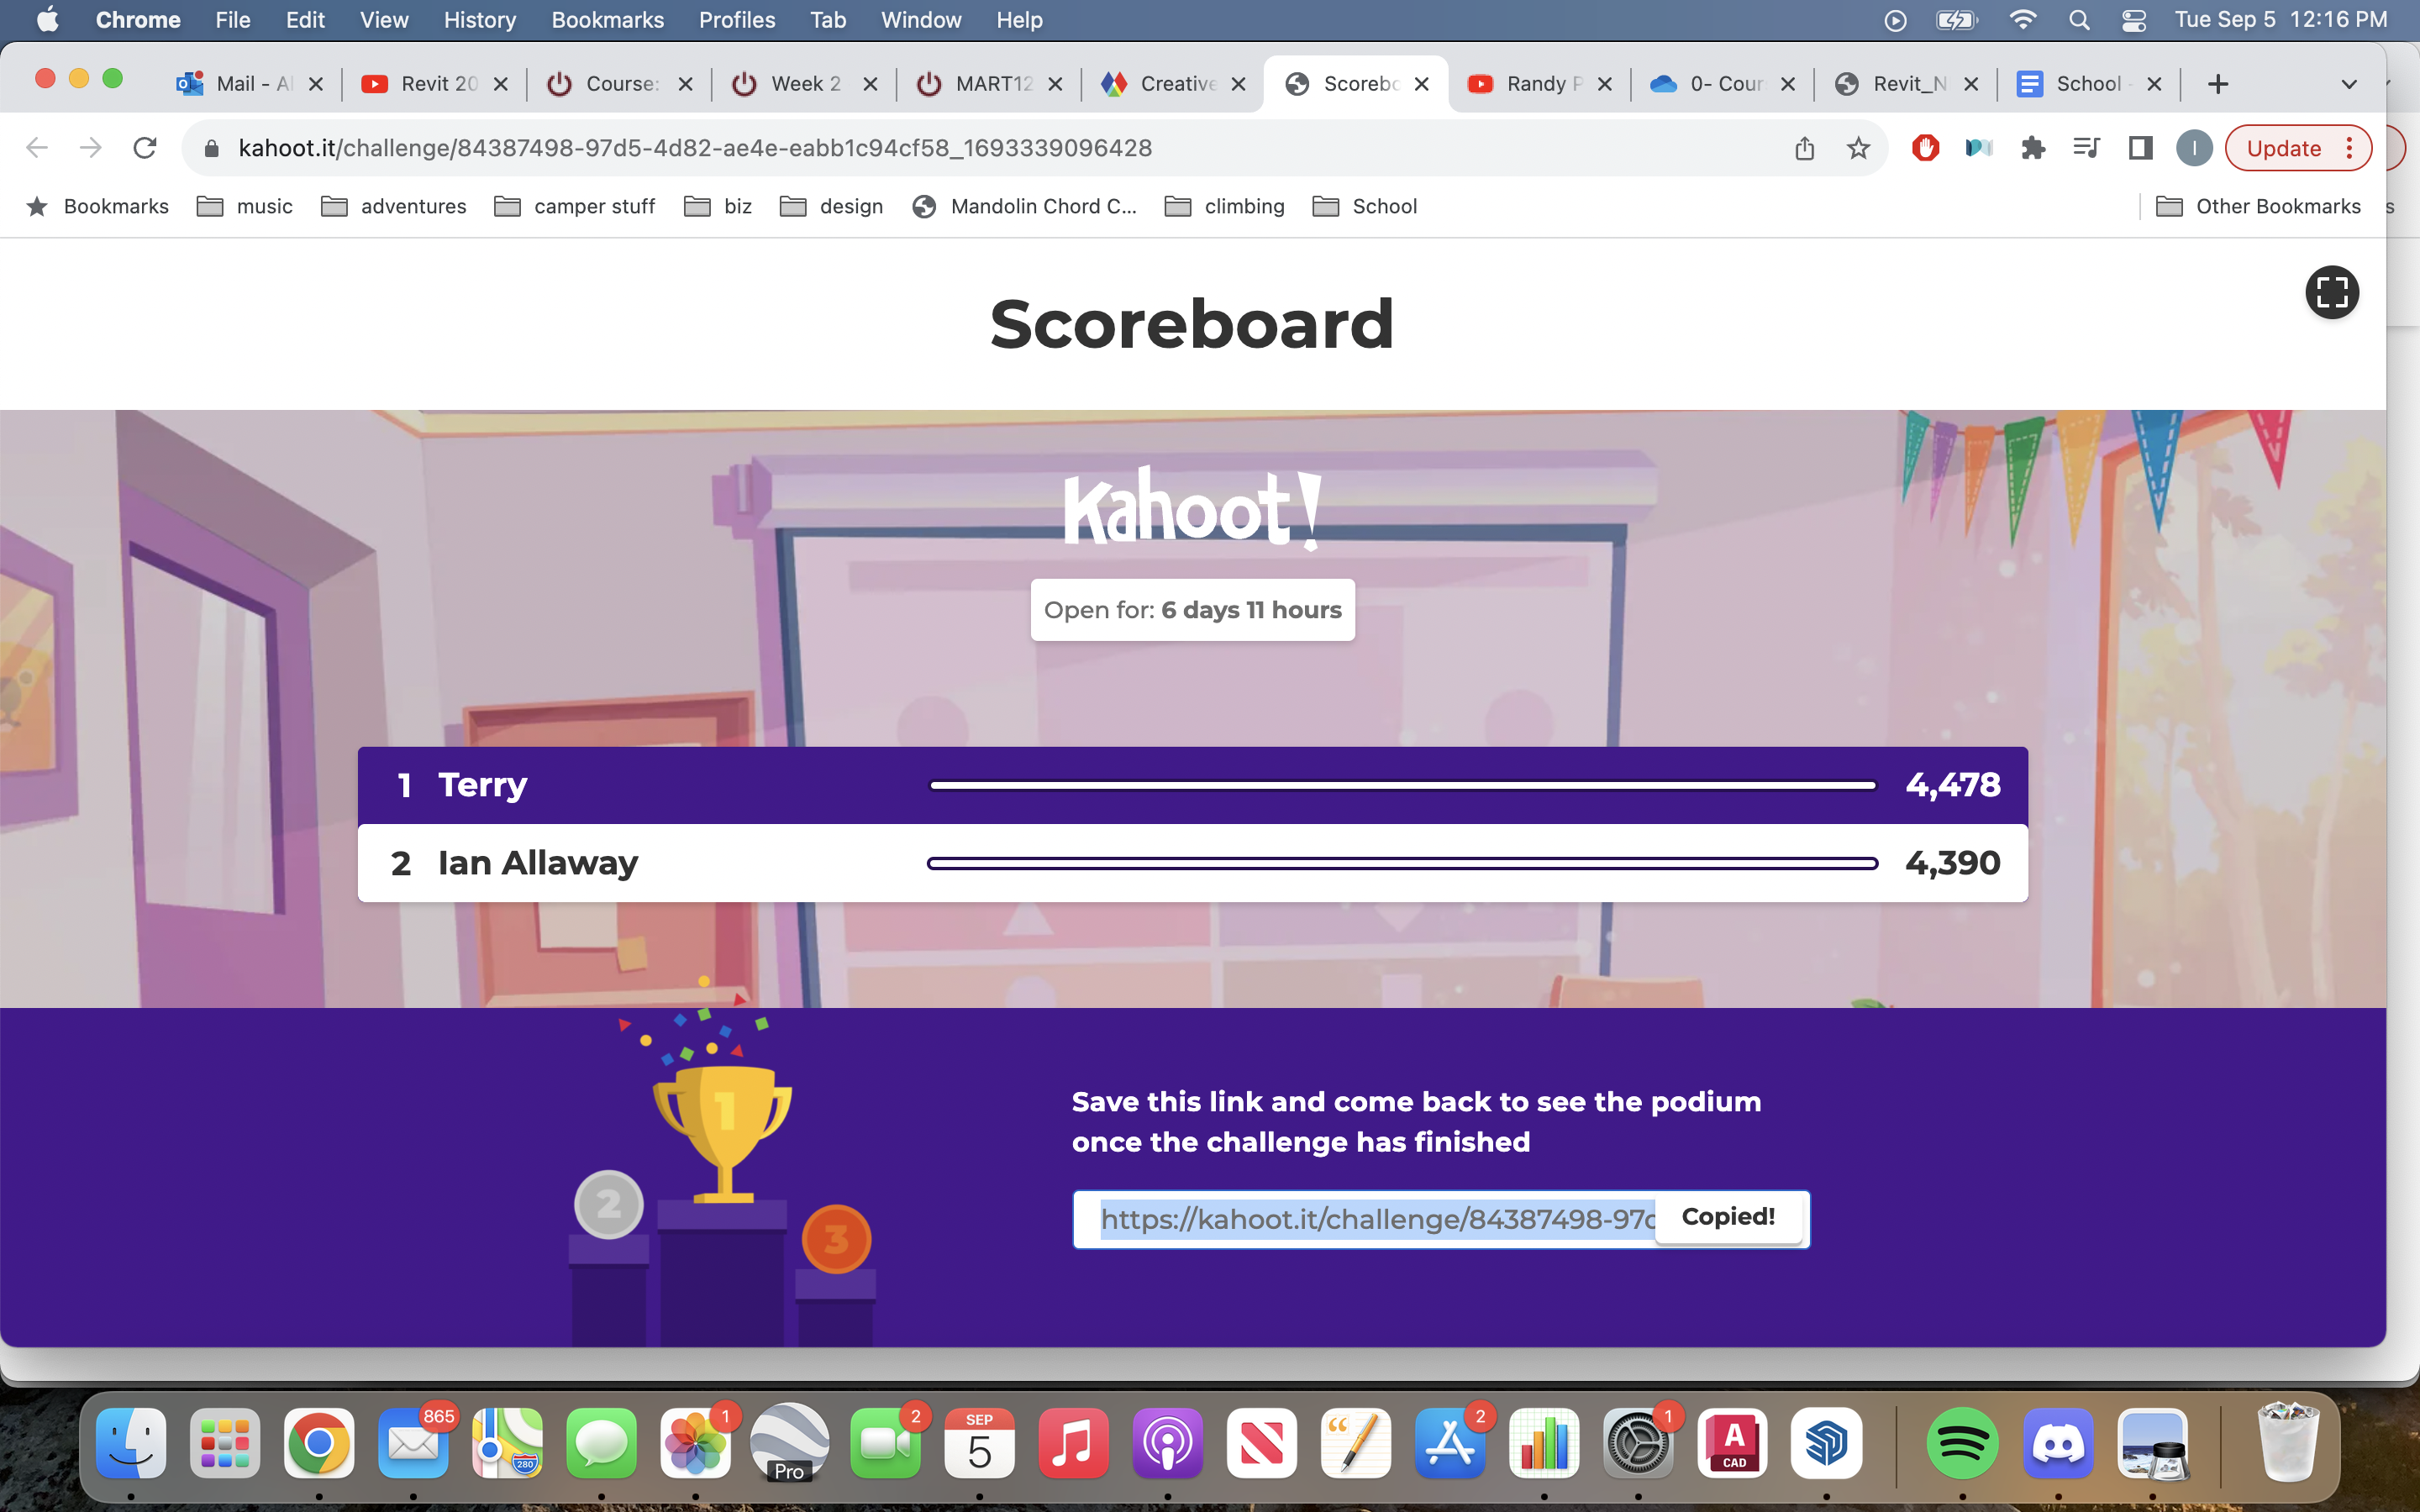 Chrome File Edit View History Bookmarks Profiles Tab Window Help Tue Sep 5 12:16 PM
Mail - Al Revit 20 Course: Week 2 MART12 Creative Scorebo Randy P 0- Cour Revit_N School -
kahoot.it/challenge/84387498-97d5-4d82-ae4e-eabb1c94cf58_1693339096428 I Update
Bookmarks music adventures camper stuff biz design Mandolin Chord C... climbing School Other Bookmarks s
Scoreboard
Kahoot!
Open for: 6 days 11 hours
1 Terry 4,478
2 Ian Allaway 4,390
1
2
3
Save this link and come back to see the podium
once the challenge has finished
https://kahoot.it/challenge/84387498-97d Copied!
865 280 1 Pro 2 SEP 5 2 1 A CAD